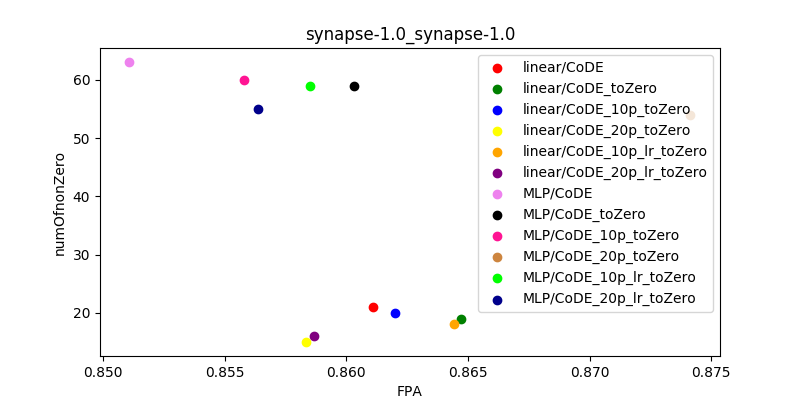 synapse-1.0_synapse-1.0
numOfnonZero
60
50
40
30
20
linear/CoDE
linear/CoDE_toZero
linear/CoDE_10p_toZero
linear/CoDE_20p_toZero
linear/CoDE_10p_lr_toZero
linear/CoDE_20p_lr_toZero
MLP/CoDE
MLP/CoDE_toZero
MLP/CoDE_10p_toZero
MLP/CoDE_20p_toZero
MLP/CoDE_10p_lr_toZero
MLP/CoDE_20p_lr_toZero
0.850 0.855 0.860 0.865 0.870 0.875
FPA